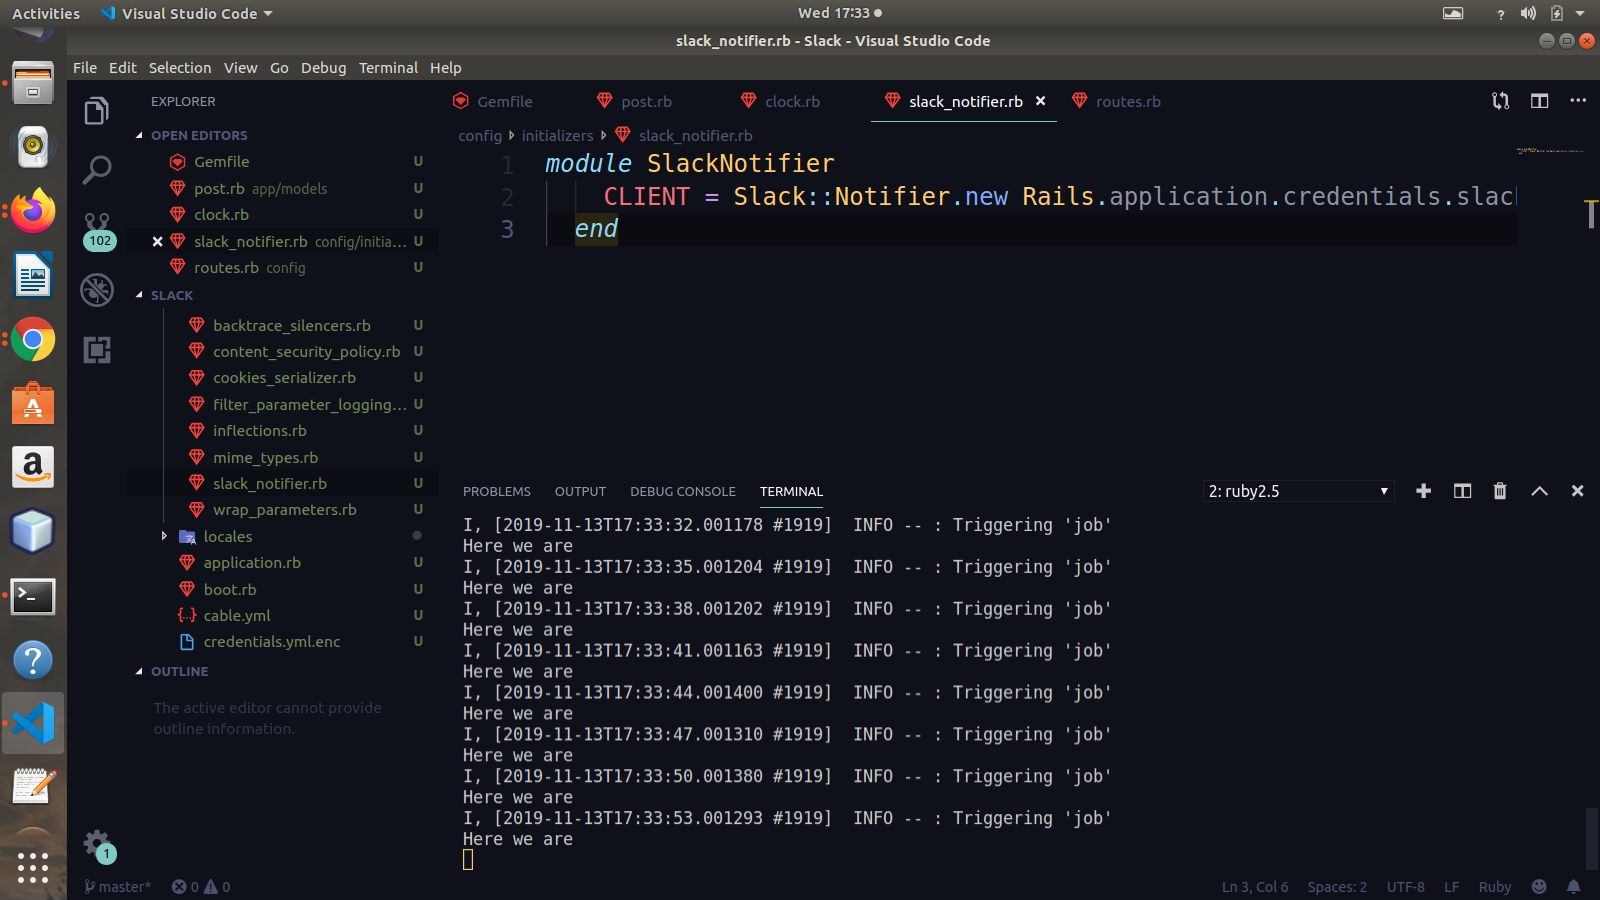 Activities
Visual Studio Code
Wed 17:33
slack_notifier.rb - Slack - Visual Studio Code
File Edit Selection View Go Debug Terminal Help
EXPLORER
OPEN EDITORS
Gemfile U
post.rb app/models U
clock.rb U
slack_notifier.rb config/initia... U
routes.rb config U
SLACK
backtrace_silencers.rb U
content_security_policy.rb U
cookies_serializer.rb U
filter_parameter_logging... U
inflections.rb U
mime_types.rb U
slack_notifier.rb U
wrap_parameters.rb U
locales
application.rb U
boot.rb U
cable.yml U
credentials.yml.enc U
OUTLINE
The active editor cannot provide
outline information.
102
1
Gemfile post.rb clock.rb slack_notifier.rb routes.rb
config initializers slack_notifier.rb
1 module SlackNotifier
2 CLIENT = Slack::Notifier.new Rails.application.credentials.slack
3 end
PROBLEMS OUTPUT DEBUG CONSOLE TERMINAL
2: ruby2.5
I, [2019-11-13T17:33:32.001178 #1919]  INFO -- : Triggering 'job'
Here we are
I, [2019-11-13T17:33:35.001204 #1919]  INFO -- : Triggering 'job'
Here we are
I, [2019-11-13T17:33:38.001202 #1919]  INFO -- : Triggering 'job'
Here we are
I, [2019-11-13T17:33:41.001163 #1919]  INFO -- : Triggering 'job'
Here we are
I, [2019-11-13T17:33:44.001400 #1919]  INFO -- : Triggering 'job'
Here we are
I, [2019-11-13T17:33:47.001310 #1919]  INFO -- : Triggering 'job'
Here we are
I, [2019-11-13T17:33:50.001380 #1919]  INFO -- : Triggering 'job'
Here we are
I, [2019-11-13T17:33:53.001293 #1919]  INFO -- : Triggering 'job'
Here we are
master* 0 0
Ln 3, Col 6 Spaces: 2 UTF-8 LF Ruby